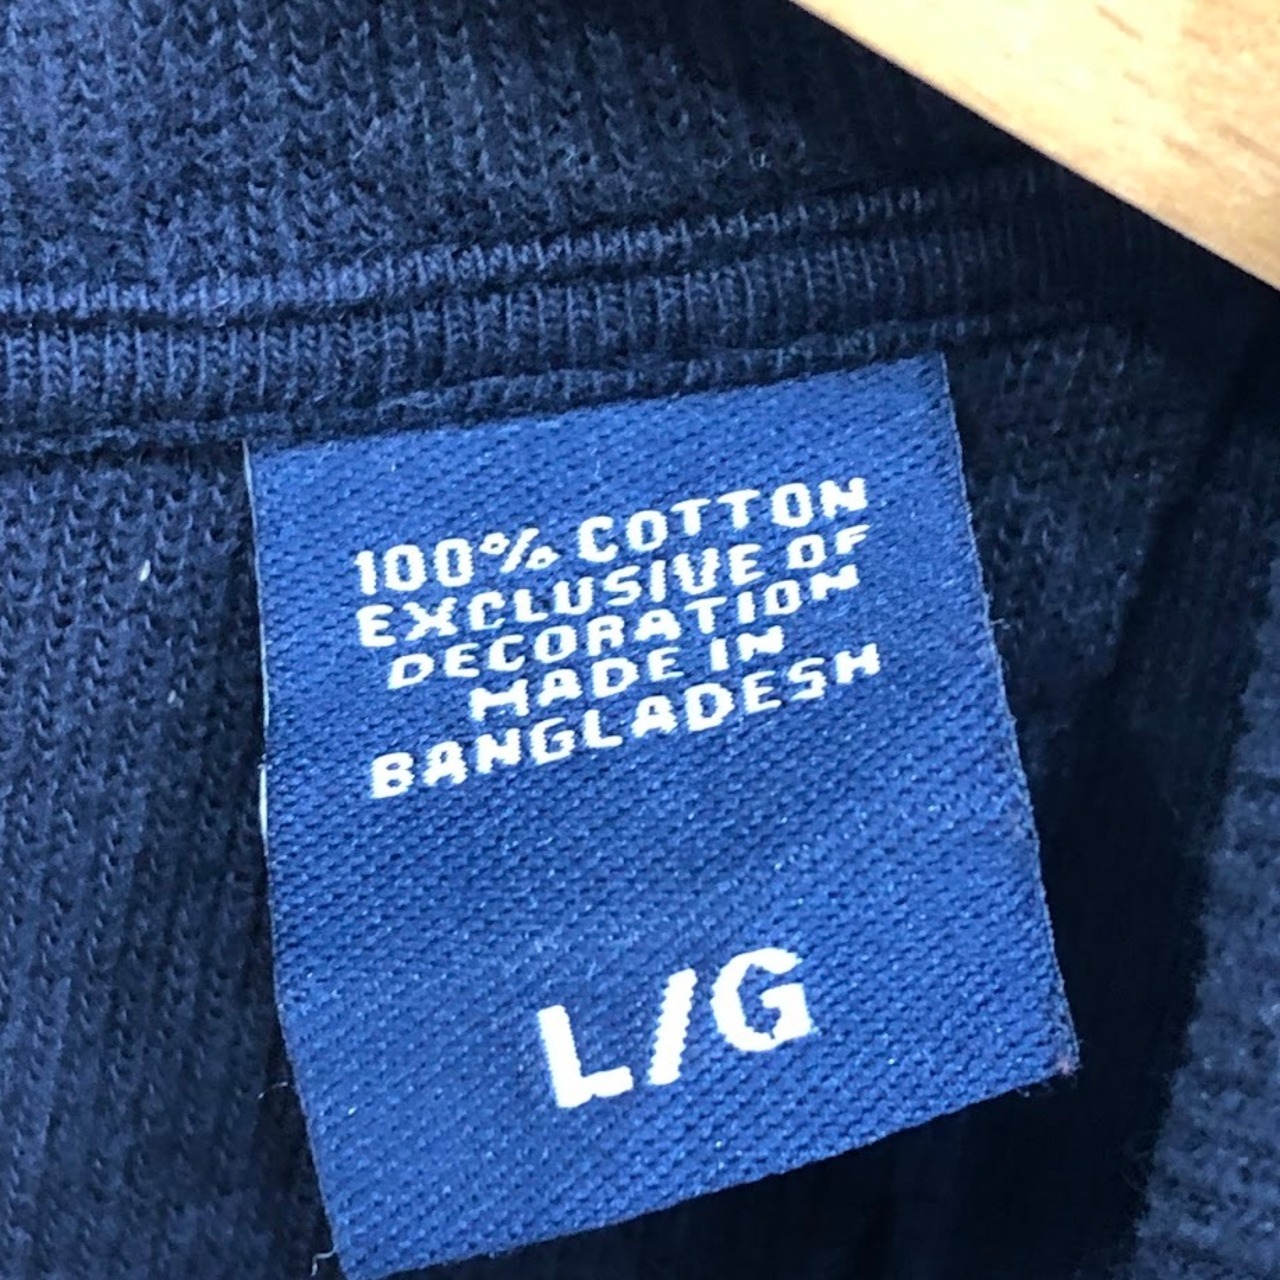 100% COTTON
EXCLUSIVE OF
DECORATION
MADE IN
BANGLADESH
L/G